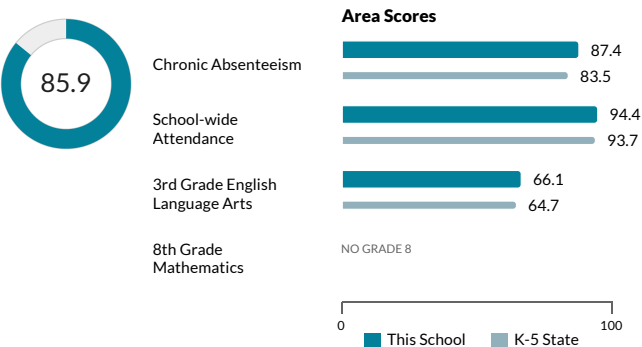 Area Scores
85.9
Chronic Absenteeism
87.4
83.5
School-wide
Attendance
94.4
93.7
3rd Grade English
Language Arts
66.1
64.7
8th Grade
Mathematics
NO GRADE 8
0
100
This School
K-5 State